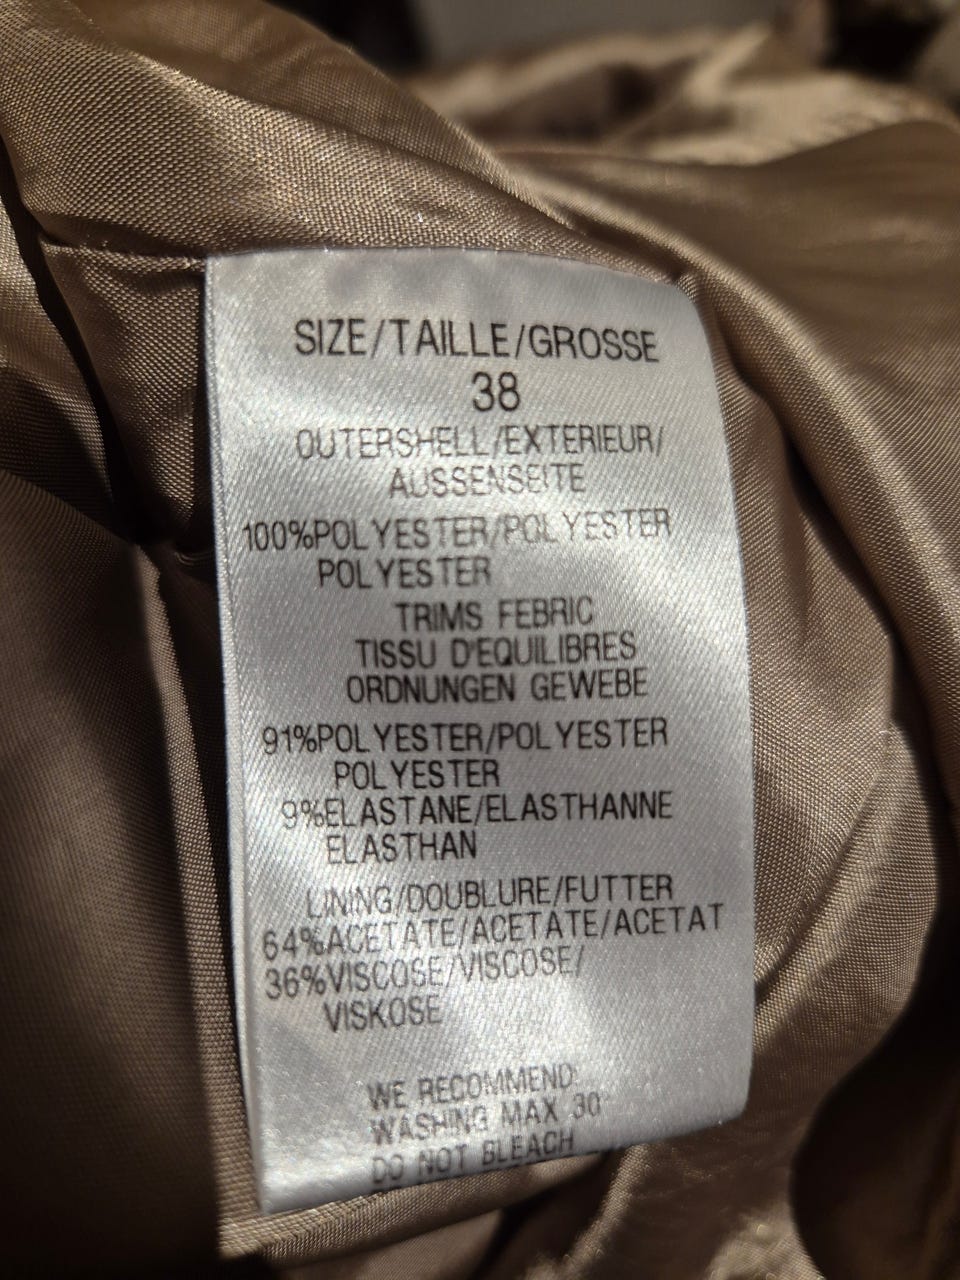 SIZE/TAILLE/GROSSE
38
OUTERSHELL/EXTERIEUR/
AUSSENSEITE
100%POLYESTER/POLYESTER
POLYESTER
TRIMS FEBRIC
TISSU D'EQUILIBRES
ORDNUNGEN GEWEBE
91%POLYESTER/POLYESTER
POLYESTER
9%ELASTANE/ELASTHANNE
ELASTHAN
LINING/DOUBLURE/FUTTER
64%ACETATE/ACETATE/ACETAT
36%VISCOSE/VISCOSE/
VISKOSE
WE RECOMMEND:
WASHING MAX 30°
DO NOT BLEACH